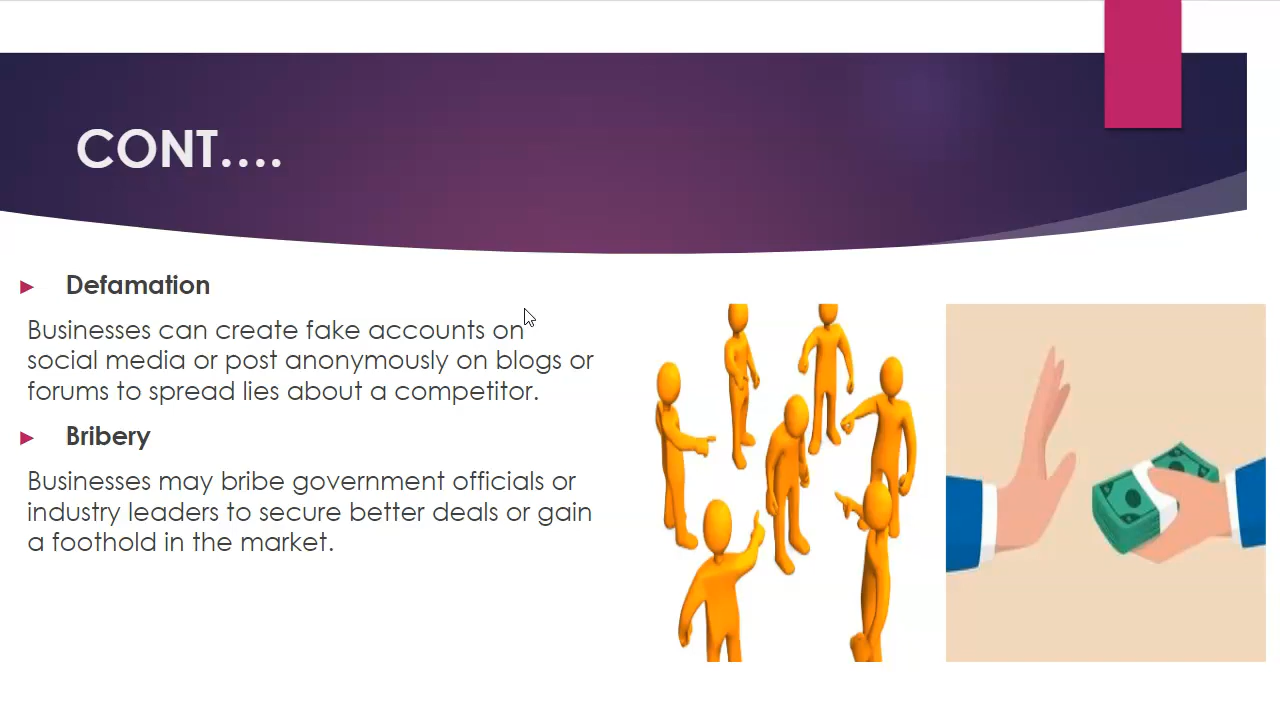 CONT....
Defamation
Businesses can create fake accounts on
social media or post anonymously on blogs or
forums to spread lies about a competitor.
Bribery
Businesses may bribe government officials or
industry leaders to secure better deals or gain
a foothold in the market.